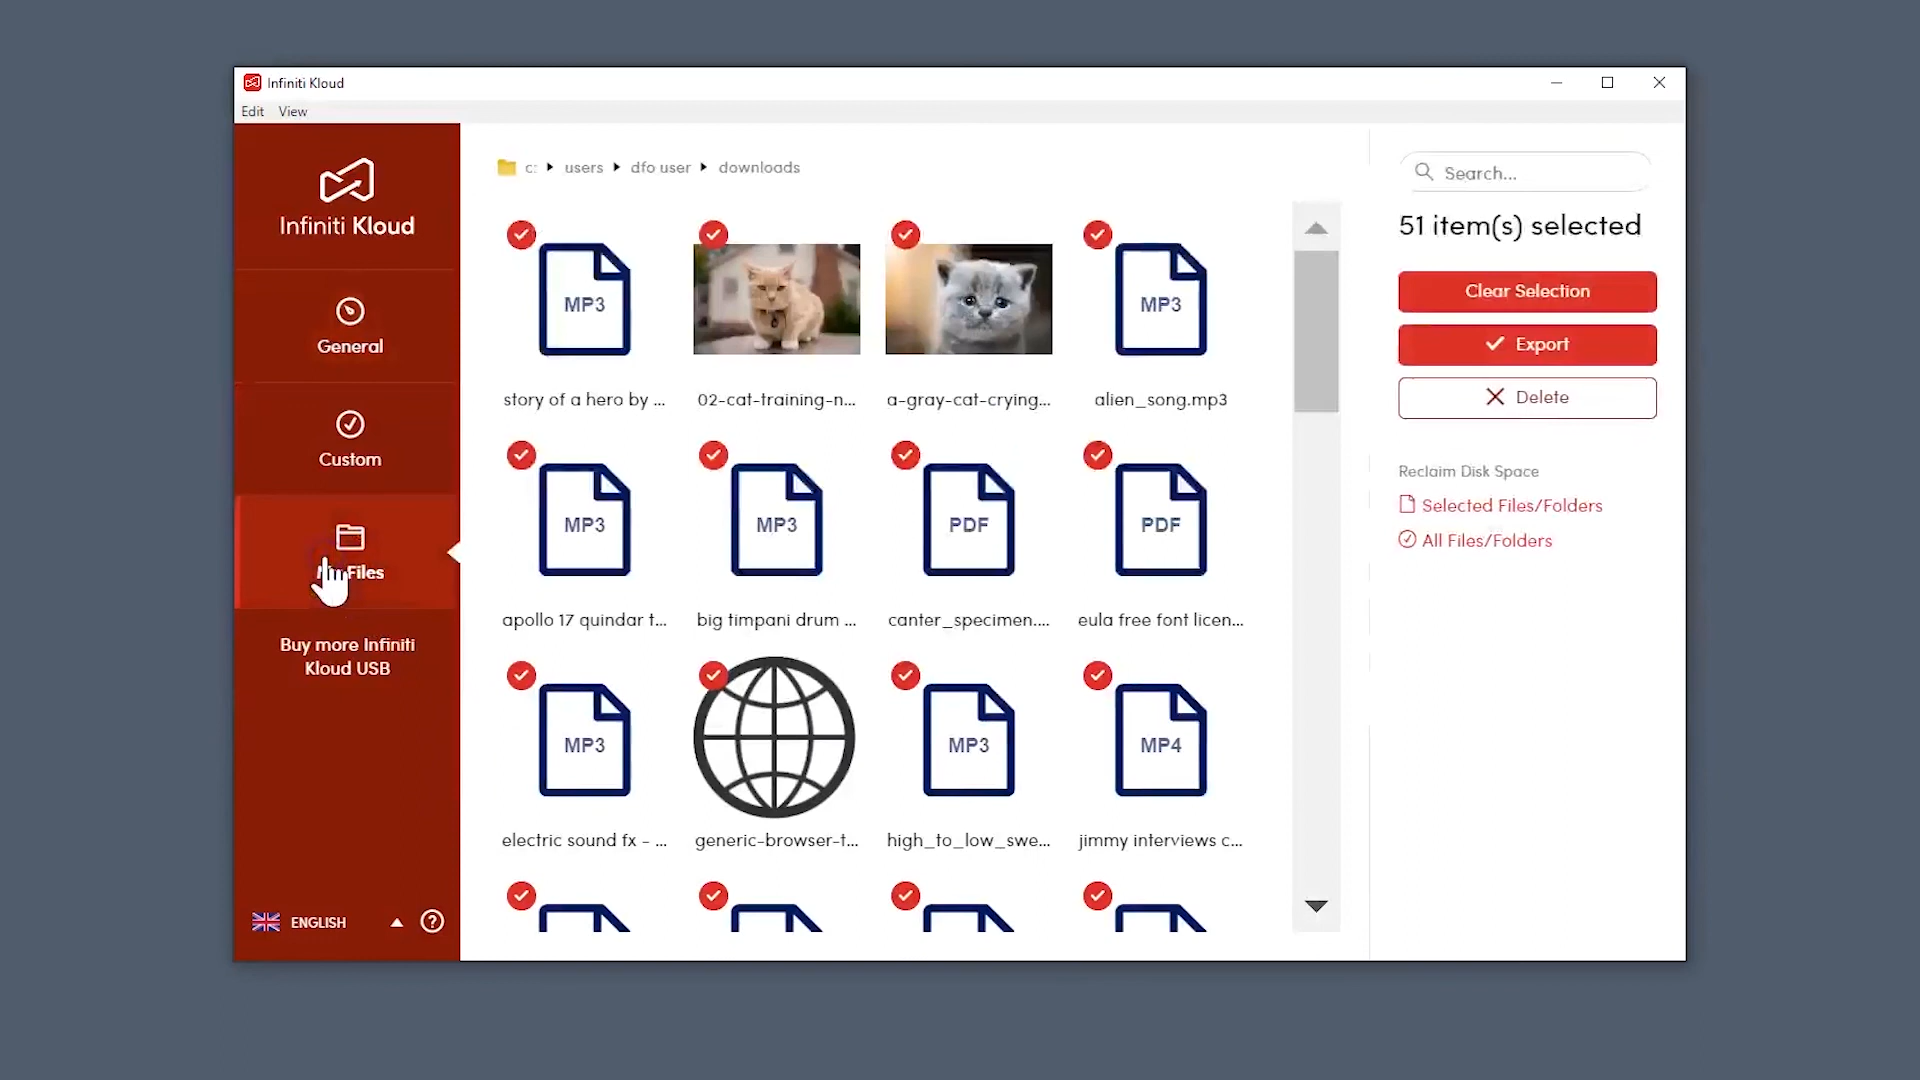 Infiniti Kloud
Edit View
Infiniti Kloud
General
Custom
Files
Buy more Infiniti
Kloud USB
ENGLISH
?
c: users dfo user downloads
MP3
MP3
story of a hero by ...
02-cat-training-n...
a-gray-cat-crying...
alien_song.mp3
MP3
MP3
PDF
PDF
apollo 17 quindar t...
big timpani drum ...
canter_specimen....
eula free font licen...
MP3
MP3
MP4
electric sound fx - ...
generic-browser-t...
high_to_low_swe...
jimmy interviews c...
Search...
51 item(s) selected
Clear Selection
Export
Delete
Reclaim Disk Space
Selected Files/Folders
All Files/Folders